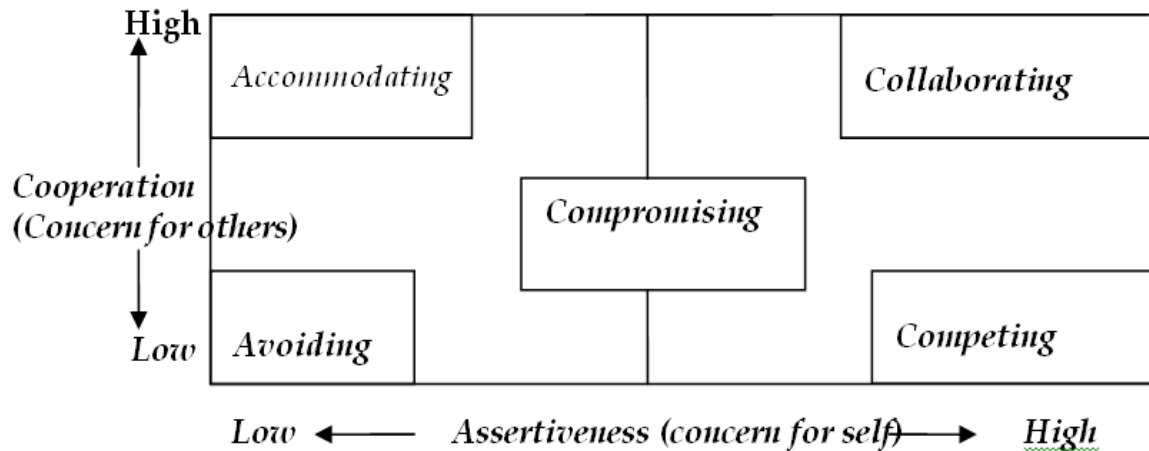 High
Accommodating
Collaborating
Cooperation
(Concern for others)
Compromising
Low
Avoiding
Competing
Low
Assertiveness (concern for self)
High